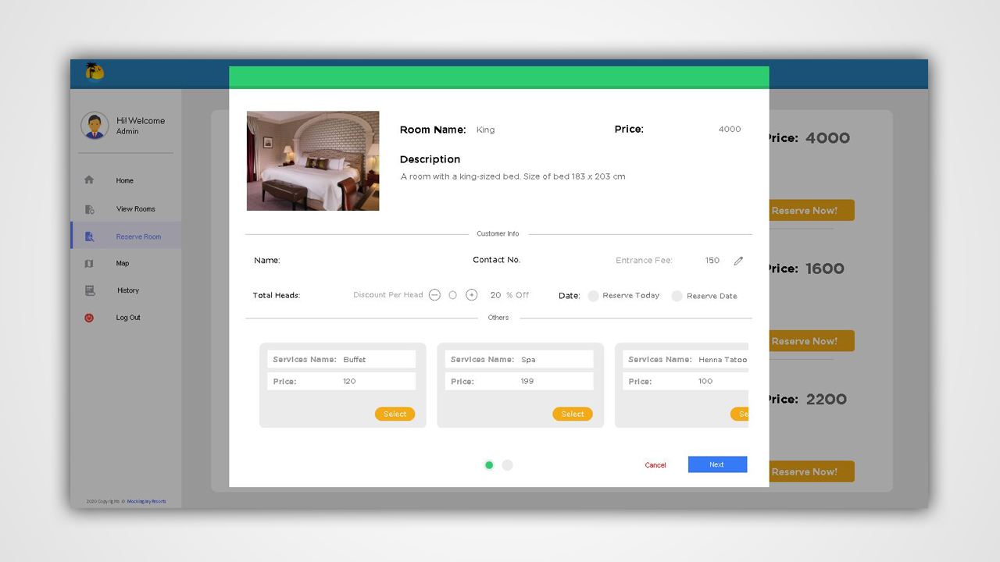 Hi! Welcome
Admin
Home
View Rooms
Reserve Room
Map
History
Log Out
2020 Copyrights © MockingJayResorts
Room Name: King Price: 4000
Description
A room with a king-sized bed. Size of bed 183 x 203 cm
Customer Info
Name: Contact No. Entrance Fee: 150
Total Heads: Discount Per Head 20 % Off Date: Reserve Today Reserve Date
Others
Services Name: Buffet
Price: 120
Select
Services Name: Spa
Price: 199
Select
Services Name: Henna Tatoo
Price: 100
Se
Cancel Next
Price: 4000
Reserve Now!
Price: 1600
Reserve Now!
Price: 2200
Reserve Now!